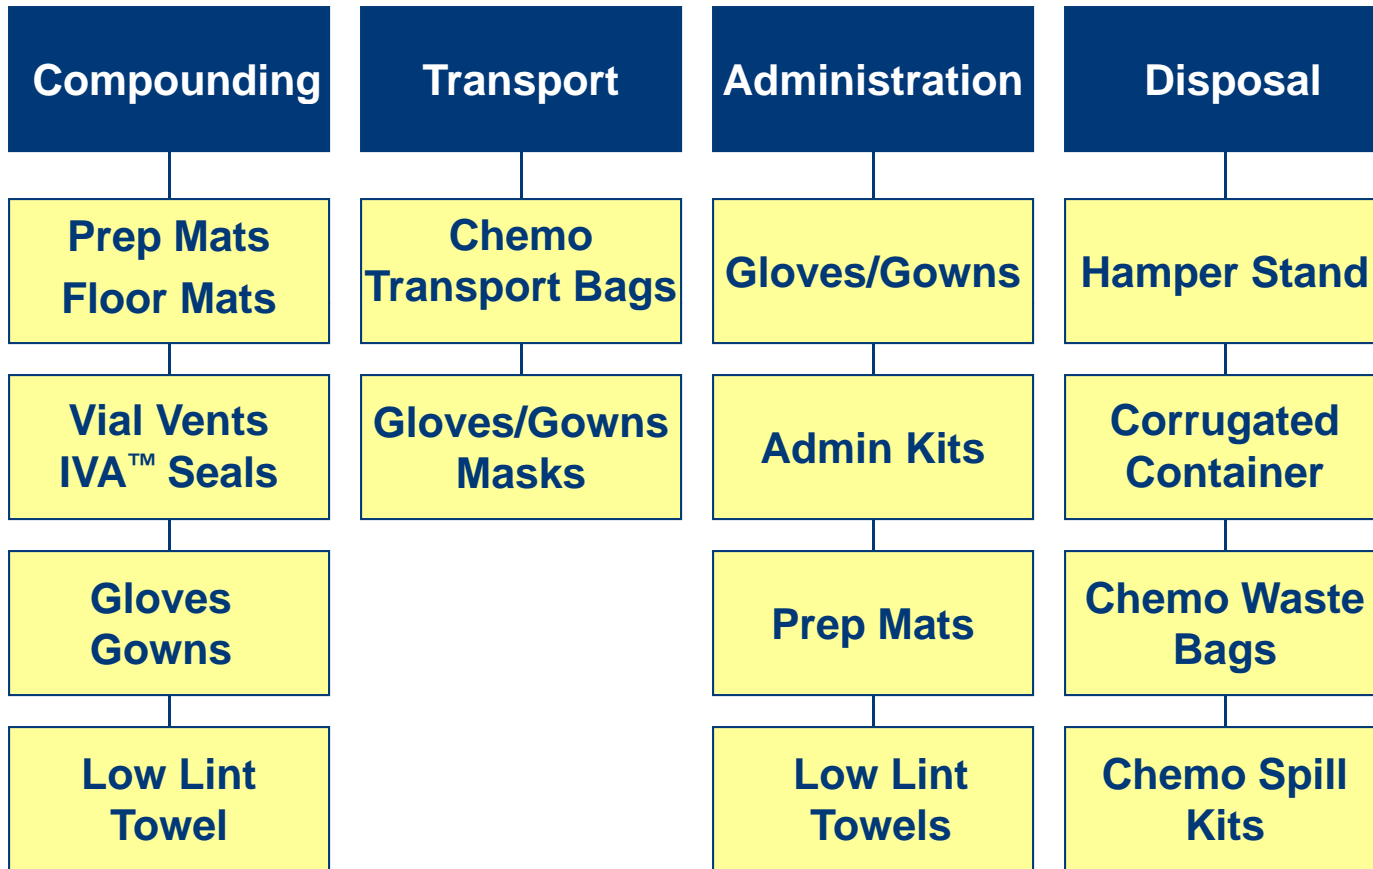 Compounding
Prep Mats
Floor Mats
Vial Vents
IVA™ Seals
Gloves
Gowns
Low Lint
Towel
Transport
Chemo
Transport Bags
Gloves/Gowns
Masks
Administration
Gloves/Gowns
Admin Kits
Prep Mats
Low Lint
Towels
Disposal
Hamper Stand
Corrugated
Container
Chemo Waste
Bags
Chemo Spill
Kits